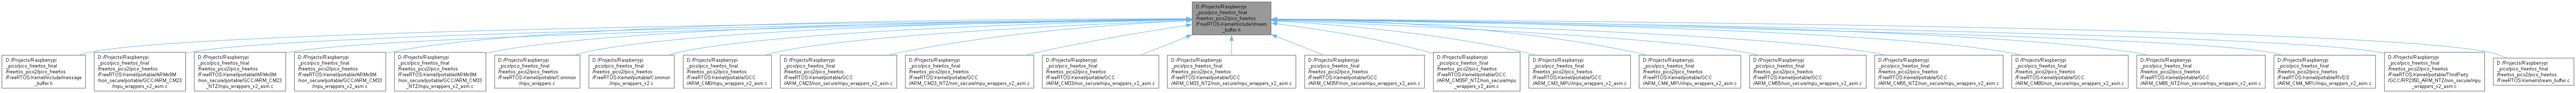 D:/Projects/Raspberrypi
_pico/pico_freertos_final
/freertos_pico2/pico_freertos
/FreeRTOS-Kernel/include/stream
_buffer.h
D:/Projects/Raspberrypi
_pico/pico_freertos_final
/freertos_pico2/pico_freertos
/FreeRTOS-Kernel/include/message
_buffer.h
D:/Projects/Raspberrypi
_pico/pico_freertos_final
/freertos_pico2/pico_freertos
/FreeRTOS-Kernel/portable/ARMv8M
/non_secure/portable/GCC/ARM_CM23
/mpu_wrappers_v2_asm.c
D:/Projects/Raspberrypi
_pico/pico_freertos_final
/freertos_pico2/pico_freertos
/FreeRTOS-Kernel/portable/ARMv8M
/non_secure/portable/GCC/ARM_CM23
_NTZ/mpu_wrappers_v2_asm.c
D:/Projects/Raspberrypi
_pico/pico_freertos_final
/freertos_pico2/pico_freertos
/FreeRTOS-Kernel/portable/ARMv8M
/non_secure/portable/GCC/ARM_CM33
/mpu_wrappers_v2_asm.c
D:/Projects/Raspberrypi
_pico/pico_freertos_final
/freertos_pico2/pico_freertos
/FreeRTOS-Kernel/portable/ARMv8M
/non_secure/portable/GCC/ARM_CM33
_NTZ/mpu_wrappers_v2_asm.c
D:/Projects/Raspberrypi
_pico/pico_freertos_final
/freertos_pico2/pico_freertos
/FreeRTOS-Kernel/portable/Common
/mpu_wrappers.c
D:/Projects/Raspberrypi
_pico/pico_freertos_final
/freertos_pico2/pico_freertos
/FreeRTOS-Kernel/portable/Common
/mpu_wrappers_v2.c
D:/Projects/Raspberrypi
_pico/pico_freertos_final
/freertos_pico2/pico_freertos
/FreeRTOS-Kernel/portable/GCC
/ARM_CM0/mpu_wrappers_v2_asm.c
D:/Projects/Raspberrypi
_pico/pico_freertos_final
/freertos_pico2/pico_freertos
/FreeRTOS-Kernel/portable/GCC
/ARM_CM23/non_secure/mpu_wrappers_v2_asm.c
D:/Projects/Raspberrypi
_pico/pico_freertos_final
/freertos_pico2/pico_freertos
/FreeRTOS-Kernel/portable/GCC
/ARM_CM23_NTZ/non_secure/mpu_wrappers_v2_asm.c
D:/Projects/Raspberrypi
_pico/pico_freertos_final
/freertos_pico2/pico_freertos
/FreeRTOS-Kernel/portable/GCC
/ARM_CM33/non_secure/mpu_wrappers_v2_asm.c
D:/Projects/Raspberrypi
_pico/pico_freertos_final
/freertos_pico2/pico_freertos
/FreeRTOS-Kernel/portable/GCC
/ARM_CM33_NTZ/non_secure/mpu_wrappers_v2_asm.c
D:/Projects/Raspberrypi
_pico/pico_freertos_final
/freertos_pico2/pico_freertos
/FreeRTOS-Kernel/portable/GCC
/ARM_CM35P/non_secure/mpu_wrappers_v2_asm.c
D:/Projects/Raspberrypi
_pico/pico_freertos_final
/freertos_pico2/pico_freertos
/FreeRTOS-Kernel/portable/GCC
/ARM_CM35P_NTZ/non_secure/mpu
_wrappers_v2_asm.c
D:/Projects/Raspberrypi
_pico/pico_freertos_final
/freertos_pico2/pico_freertos
/FreeRTOS-Kernel/portable/GCC
/ARM_CM3_MPU/mpu_wrappers_v2_asm.c
D:/Projects/Raspberrypi
_pico/pico_freertos_final
/freertos_pico2/pico_freertos
/FreeRTOS-Kernel/portable/GCC
/ARM_CM4_MPU/mpu_wrappers_v2_asm.c
D:/Projects/Raspberrypi
_pico/pico_freertos_final
/freertos_pico2/pico_freertos
/FreeRTOS-Kernel/portable/GCC
/ARM_CM55/non_secure/mpu_wrappers_v2_asm.c
D:/Projects/Raspberrypi
_pico/pico_freertos_final
/freertos_pico2/pico_freertos
/FreeRTOS-Kernel/portable/GCC
/ARM_CM55_NTZ/non_secure/mpu_wrappers_v2_asm.c
D:/Projects/Raspberrypi
_pico/pico_freertos_final
/freertos_pico2/pico_freertos
/FreeRTOS-Kernel/portable/GCC
/ARM_CM85/non_secure/mpu_wrappers_v2_asm.c
D:/Projects/Raspberrypi
_pico/pico_freertos_final
/freertos_pico2/pico_freertos
/FreeRTOS-Kernel/portable/GCC
/ARM_CM85_NTZ/non_secure/mpu_wrappers_v2_asm.c
D:/Projects/Raspberrypi
_pico/pico_freertos_final
/freertos_pico2/pico_freertos
/FreeRTOS-Kernel/portable/RVDS
/ARM_CM4_MPU/mpu_wrappers_v2_asm.c
D:/Projects/Raspberrypi
_pico/pico_freertos_final
/freertos_pico2/pico_freertos
/FreeRTOS-Kernel/portable/ThirdParty
/GCC/RP2350_ARM_NTZ/non_secure/mpu
_wrappers_v2_asm.c
D:/Projects/Raspberrypi
_pico/pico_freertos_final
/freertos_pico2/pico_freertos
/FreeRTOS-Kernel/stream_buffer.c